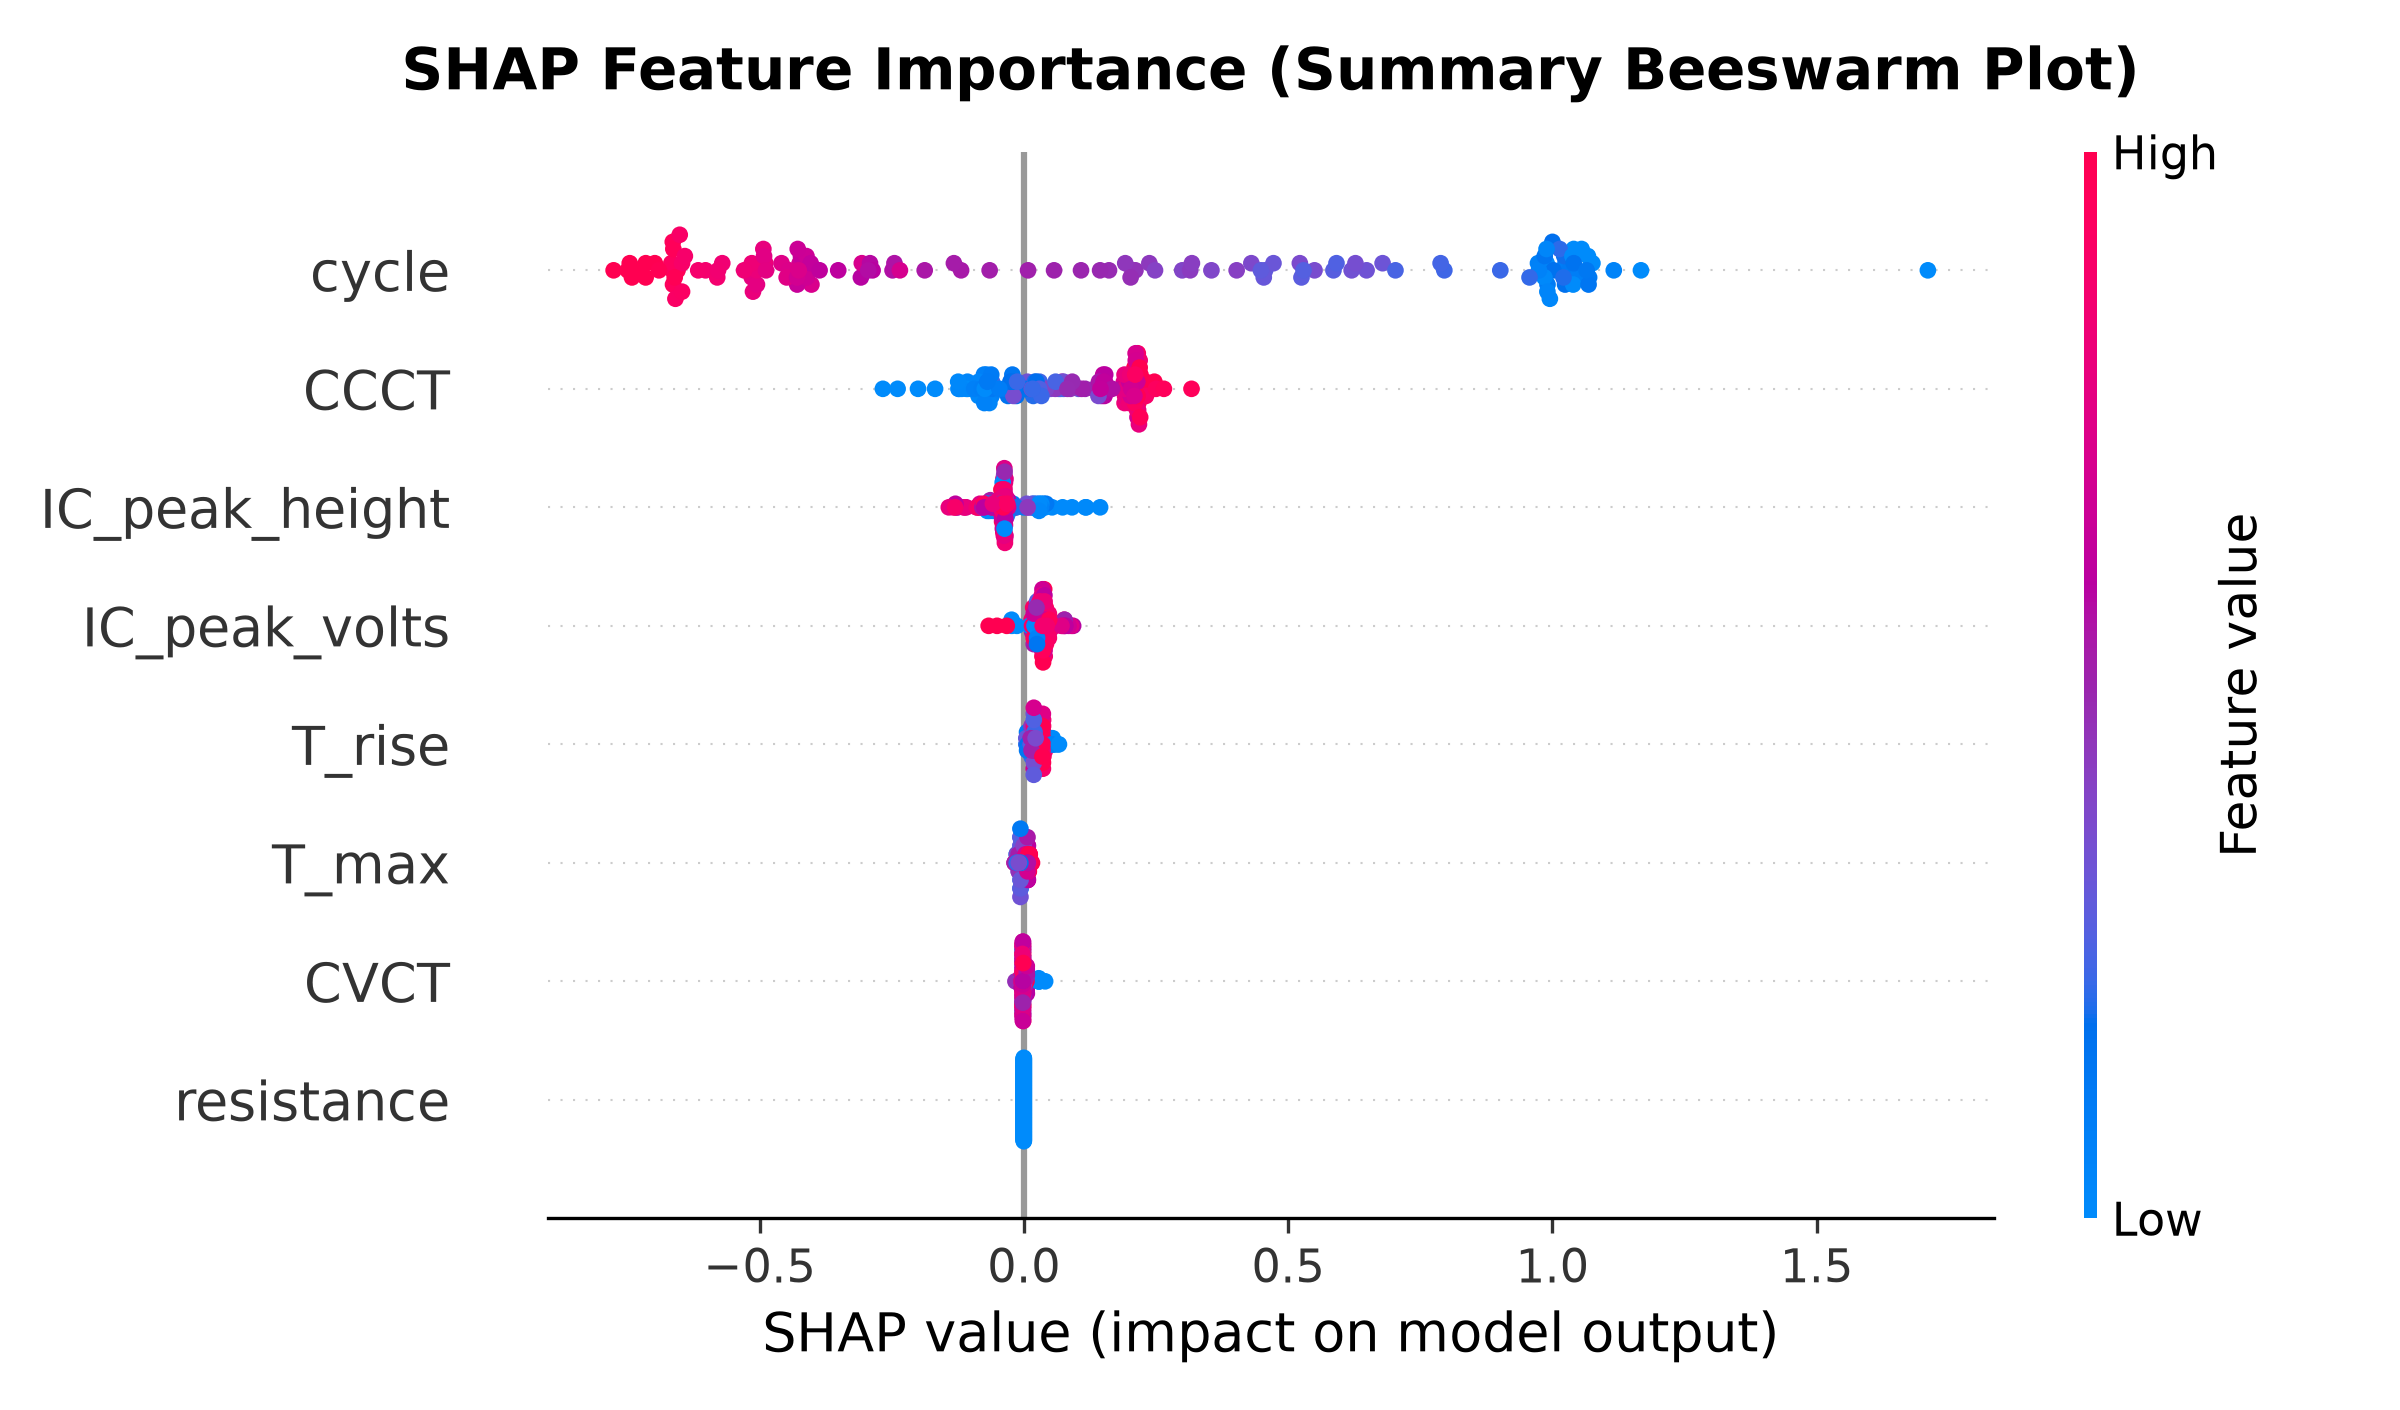 SHAP Feature Importance (Summary Beeswarm Plot)
High
cycle
CCCT
IC_peak_height
IC_peak_volts
T_rise
T_max
CVCT
resistance
Feature value
Low
−0.5 0.0 0.5 1.0 1.5
SHAP value (impact on model output)